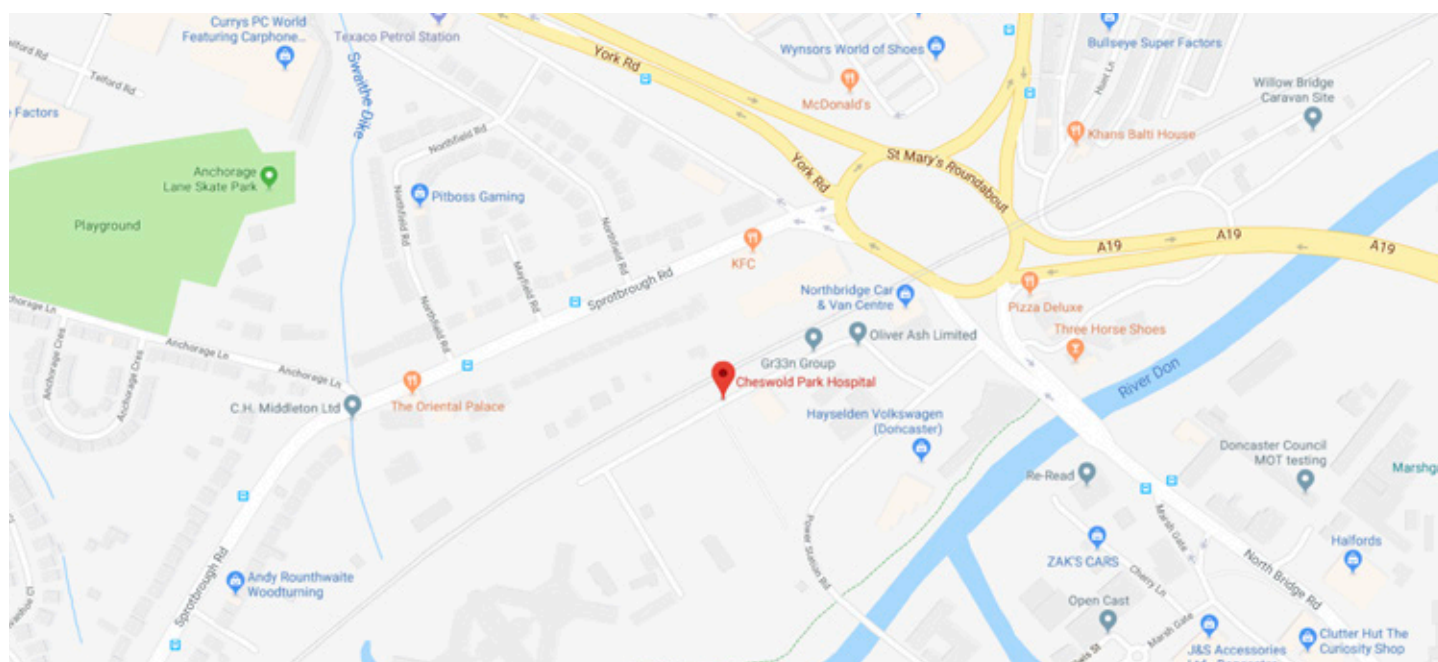 Currys PC World
Featuring Carphone...
Texaco Petrol Station
York Rd
Wynsors World of Shoes
McDonald's
Bullseye Super Factors
Hunt Ln
Willow Bridge
Caravan Site
Khans Balti House
Telford Rd
Factors
Swaithe Dike
Northfield Rd
York Rd
St Mary's Roundabout
Anchorage
Lane Skate Park
Playground
Pitboss Gaming
Northfield Rd
Northfield Rd
Mayfield Rd
KFC
Sprotbrough Rd
A19
A19
A19
Northbridge Car
& Van Centre
Pizza Deluxe
Three Horse Shoes
Oliver Ash Limited
Gr33n Group
Cheswold Park Hospital
River Don
Northfield Rd
Anchorage Ln
Anchorage Ln
Anchorage Cres
Anchorage Cres
C.H. Middleton Ltd
The Oriental Palace
Hayselden Volkswagen
(Doncaster)
Doncaster Council
MOT testing
Re-Read
Power Station Rd
Marsh Gate
ZAK'S CARS
Halfords
North Bridge Rd
Cherry Ln
Andy Rounthwaite
Woodturning
Sprotbrough Rd
Open Cast
Marsh Gate
J&S Accessories
Clutter Hut The
Curiosity Shop